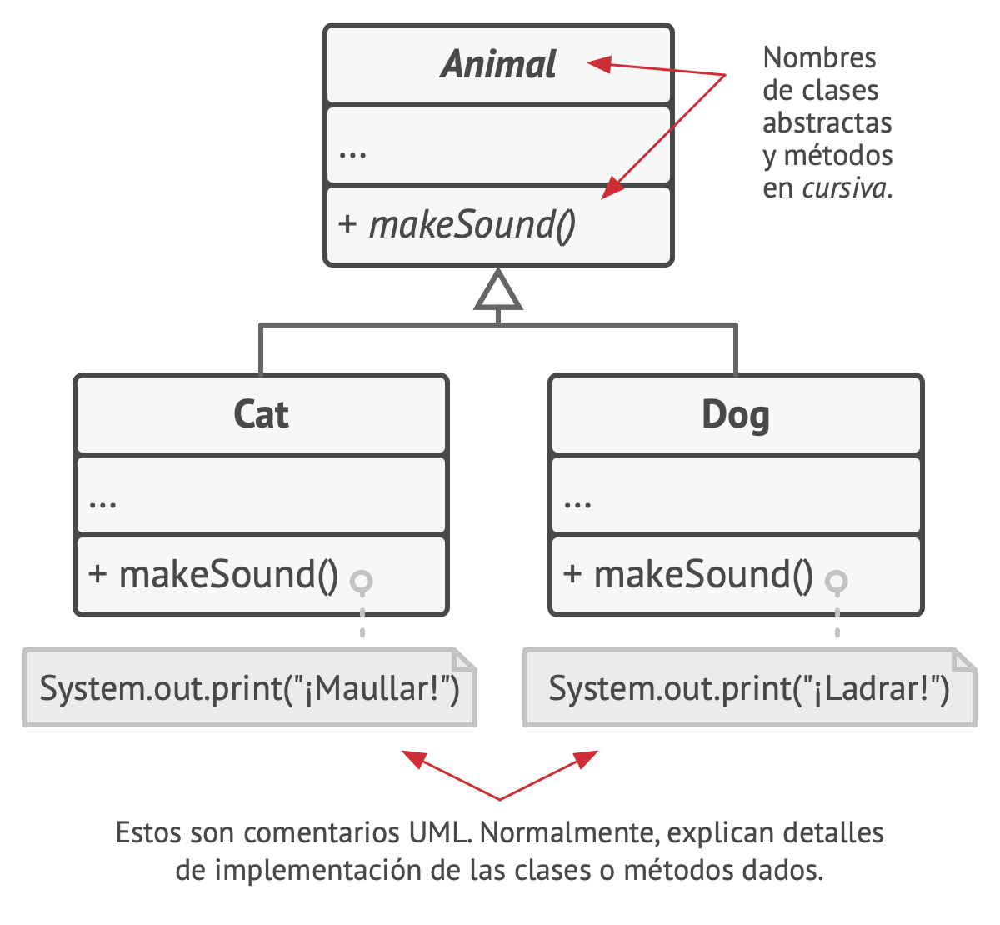 Animal
...
+ makeSound()
Nombres
de clases
abstractas
y métodos
en cursiva.
Cat
...
+ makeSound()
Dog
...
+ makeSound()
System.out.print("¡Maullar!")
System.out.print("¡Ladrar!")
Estos son comentarios UML. Normalmente, explican detalles
de implementación de las clases o métodos dados.